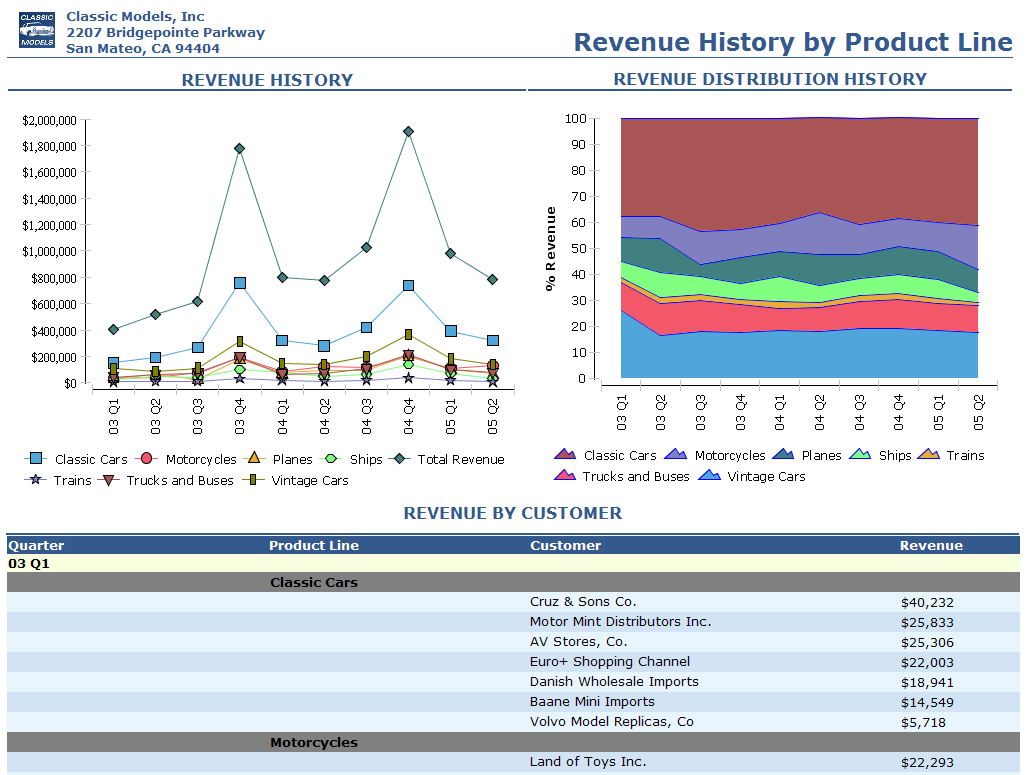 CLASSIC
MODELS
Classic Models, Inc
2207 Bridgepointe Parkway
San Mateo, CA 94404
Revenue History by Product Line
REVENUE HISTORY
$2,000,000
$1,800,000
$1,600,000
$1,400,000
$1,200,000
$1,000,000
$800,000
$600,000
$400,000
$200,000
$0
03 Q1 03 Q2 03 Q3 03 Q4 04 Q1 04 Q2 04 Q3 04 Q4 05 Q1 05 Q2
Classic Cars Motorcycles Planes Ships Total Revenue
Trains Trucks and Buses Vintage Cars
REVENUE DISTRIBUTION HISTORY
% Revenue
100
90
80
70
60
50
40
30
20
10
0
03 Q1 03 Q2 03 Q3 03 Q4 04 Q1 04 Q2 04 Q3 04 Q4 05 Q1 05 Q2
Classic Cars Motorcycles Planes Ships Trains
Trucks and Buses Vintage Cars
REVENUE BY CUSTOMER
Quarter Product Line Customer Revenue
03 Q1
Classic Cars
Cruz & Sons Co. $40,232
Motor Mint Distributors Inc. $25,833
AV Stores, Co. $25,306
Euro+ Shopping Channel $22,003
Danish Wholesale Imports $18,941
Baane Mini Imports $14,549
Volvo Model Replicas, Co $5,718
Motorcycles
Land of Toys Inc. $22,293